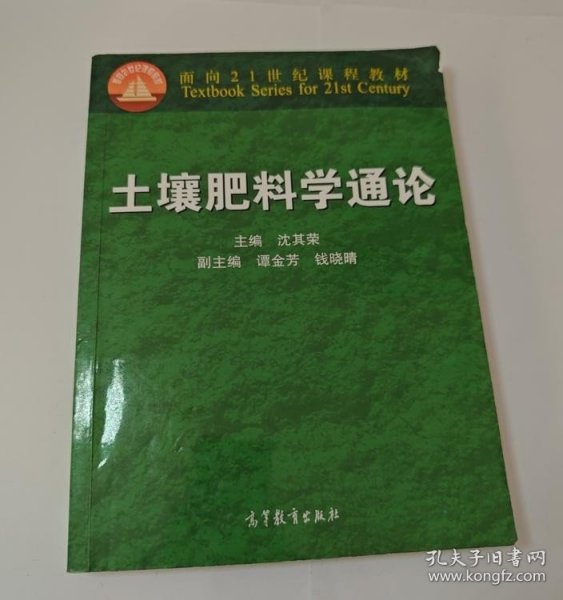 面向21世纪课程教材
Textbook Series for 21st Century
土壤肥料学通论
主编 沈其荣
副主编 谭金芳 钱晓晴
高等教育出版社
孔夫子旧书网
www.kongfz.com